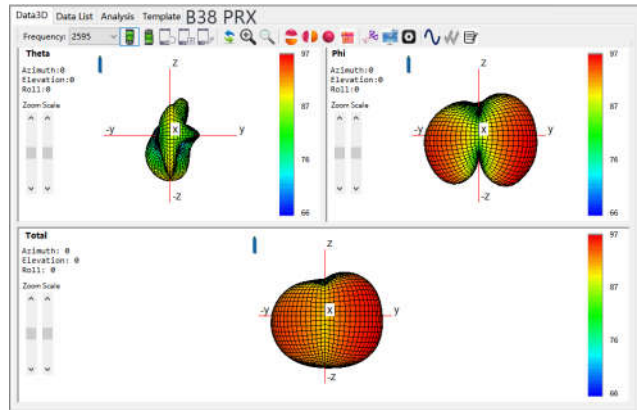 Data3D Data List Analysis Template B38 PRX
Frequency: 2595
Theta
Azimuth:0
Elevation:0
Roll:0
Zoom Scale
z
-y
x
y
-z
97
87
76
66
Phi
Azimuth:0
Elevation:0
Roll:0
Zoom Scale
z
-y
x
y
-z
97
87
76
66
Total
Azimuth: 0
Elevation: 0
Roll: 0
Zoom Scale
z
-y
x
y
-z
97
87
76
66